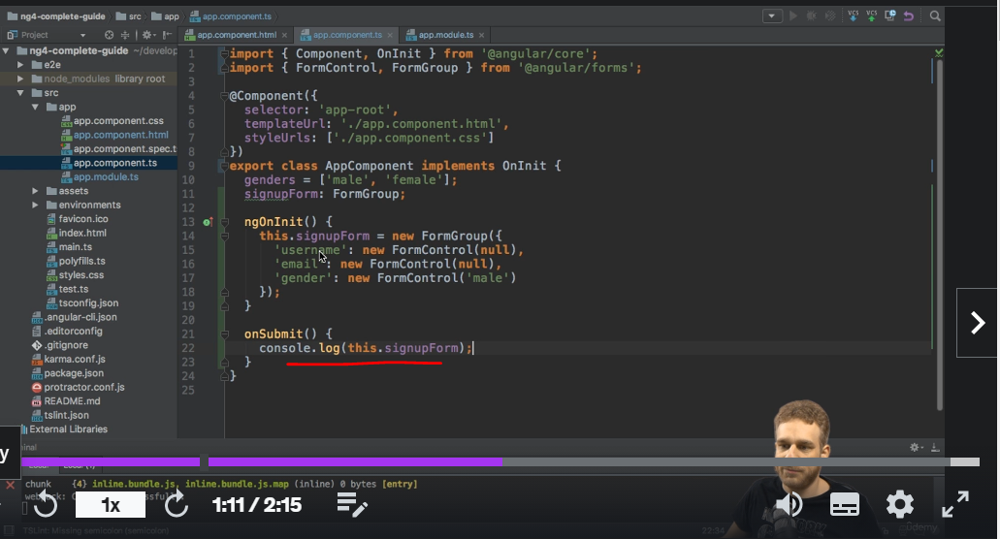 ng4-complete-guide src app app.component.ts
Project
app.component.html × app.component.ts × app.module.ts ×
ng4-complete-guide ~/develop
e2e
node_modules library root
src
app
app.component.css
app.component.html
app.component.spec.t
app.component.ts
app.module.ts
assets
environments
favicon.ico
index.html
main.ts
polyfills.ts
styles.css
test.ts
tsconfig.json
.angular-cli.json
.editorconfig
.gitignore
karma.conf.js
package.json
protractor.conf.js
README.md
tslint.json
External Libraries
1 import { Component, OnInit } from '@angular/core';
2 import { FormControl, FormGroup } from '@angular/forms';
3
4 @Component({
5 selector: 'app-root',
6 templateUrl: './app.component.html',
7 styleUrls: ['./app.component.css']
8 })
9 export class AppComponent implements OnInit {
10 genders = ['male', 'female'];
11 signupForm: FormGroup;
12
13 ngOnInit() {
14 this.signupForm = new FormGroup({
15 'username': new FormControl(null),
16 'email': new FormControl(null),
17 'gender': new FormControl('male')
18 });
19 }
20
21 onSubmit() {
22 console.log(this.signupForm);
23 }
24 }
25
y
inal
chunk {4} inline.bundle.js, inline.bundle.js.map (inline) 0 bytes [entry]
1x 1:11 / 2:15
TSLint: Missing semicolon (semicolon)
22:34
Udemy